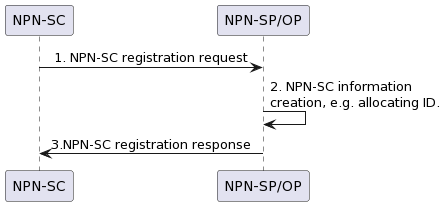 NPN-SC NPN-SP/OP
1. NPN-SC registration request
2. NPN-SC information
creation, e.g. allocating ID.
3.NPN-SC registration response
NPN-SC NPN-SP/OP